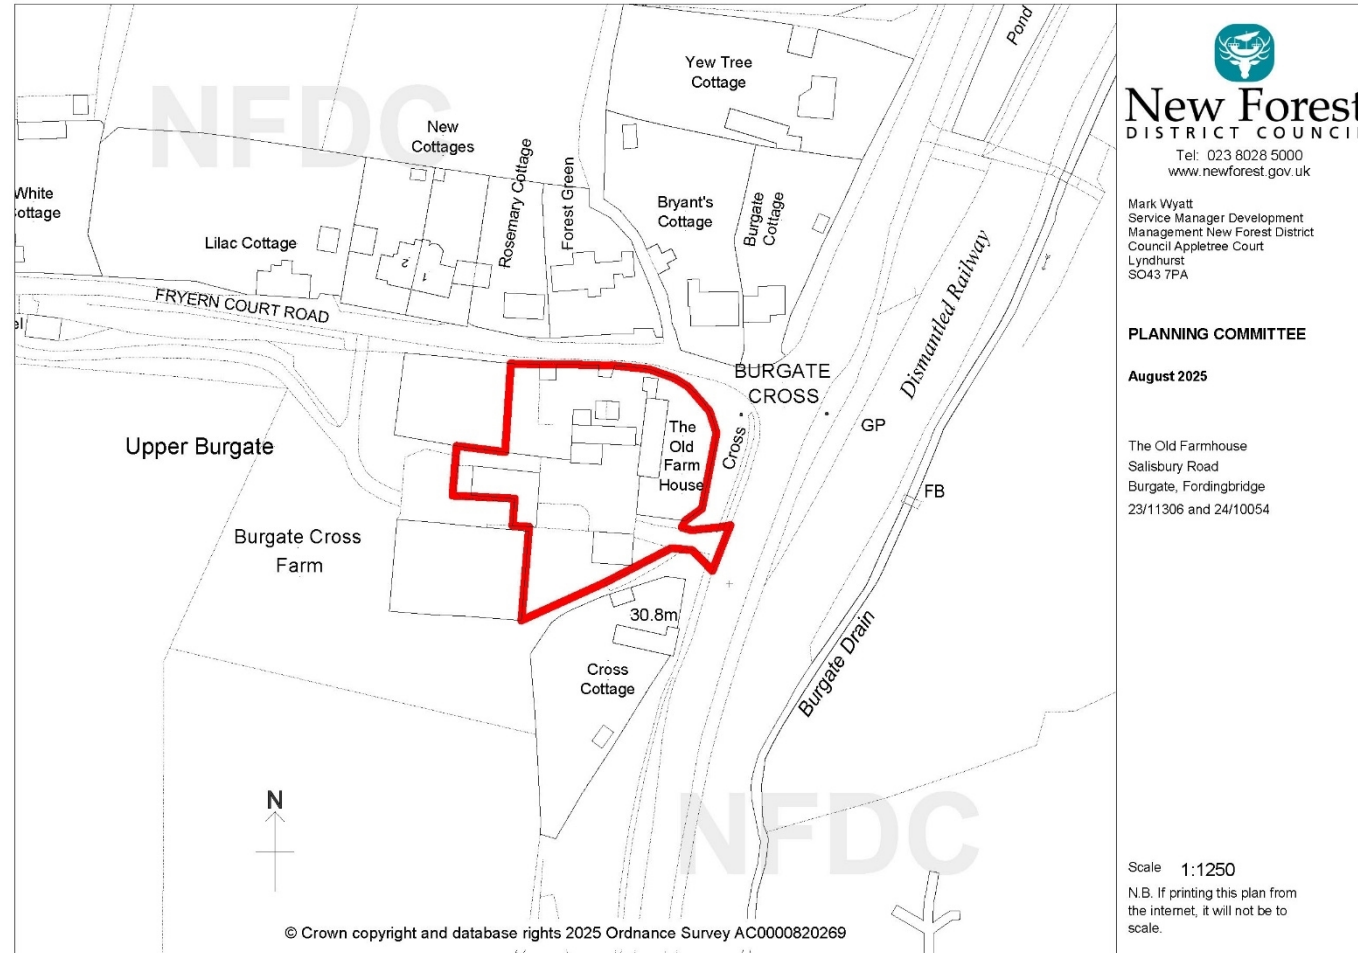 NFDC
Yew Tree
Cottage
Pond
New
Cottages
White
Lilac Cottage
2
1
Rosemary Cottage
Forest Green
Bryant's
Cottage
Burgate
Cottage
FRYERN COURT ROAD
Dismantled Railway
BURGATE
CROSS
GP
Cross
The
Old
Farm
House
Upper Burgate
FB
Burgate Cross
Farm
30.8m
Cross
Cottage
Burgate Drain
N
NFDC
© Crown copyright and database rights 2025 Ordnance Survey AC0000820269
New Forest
DISTRICT COUNCIL
Tel: 023 8028 5000
www.newforest.gov.uk
Mark Wyatt
Service Manager Development
Management New Forest District
Council Appletree Court
Lyndhurst
SO43 7PA
PLANNING COMMITTEE
August 2025
The Old Farmhouse
Salisbury Road
Burgate, Fordingbridge
23/11306 and 24/10054
Scale 1:1250
N.B. If printing this plan from
the internet, it will not be to
scale.